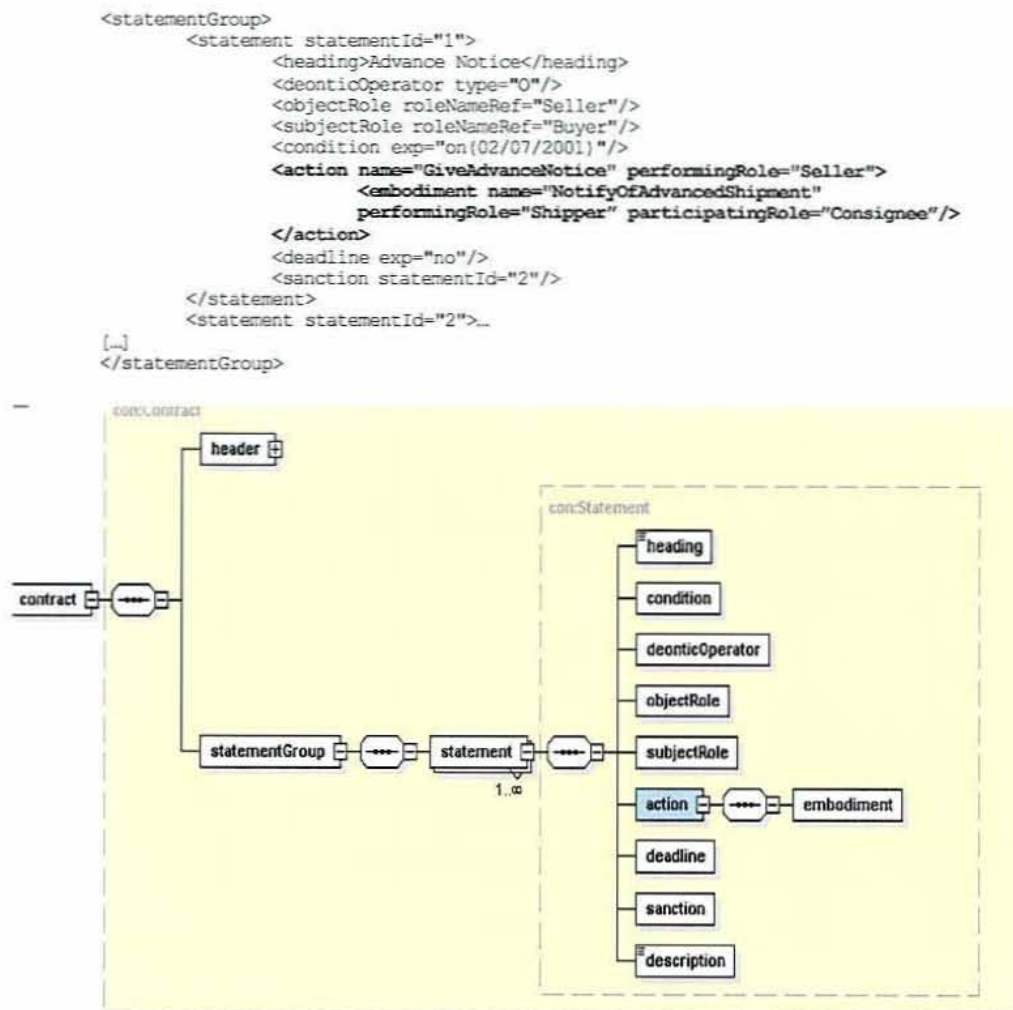 <statementGroup>
<statement statementId="1">
<heading>Advance Notice</heading>
<deonticOperator type="O"/>
<objectRole roleNameRef="Seller"/>
<subjectRole roleNameRef="Buyer"/>
<condition exp="on(02/07/2001)"/>
<action name="GiveAdvanceNotice" performingRole="Seller">
<embodiment name="NotifyOfAdvancedShipment"
performingRole="Shipper” participatingRole=”Consignee”/>
</action>
<deadline exp="no"/>
<sanction statementId="2"/>
</statement>
<statement statementId="2">…
[…]
</statementGroup>
con:Contract
header
con:Statement
heading
condition
contract
deonticOperator
objectRole
statementGroup
statement
subjectRole
1..∞
action
embodiment
deadline
sanction
description